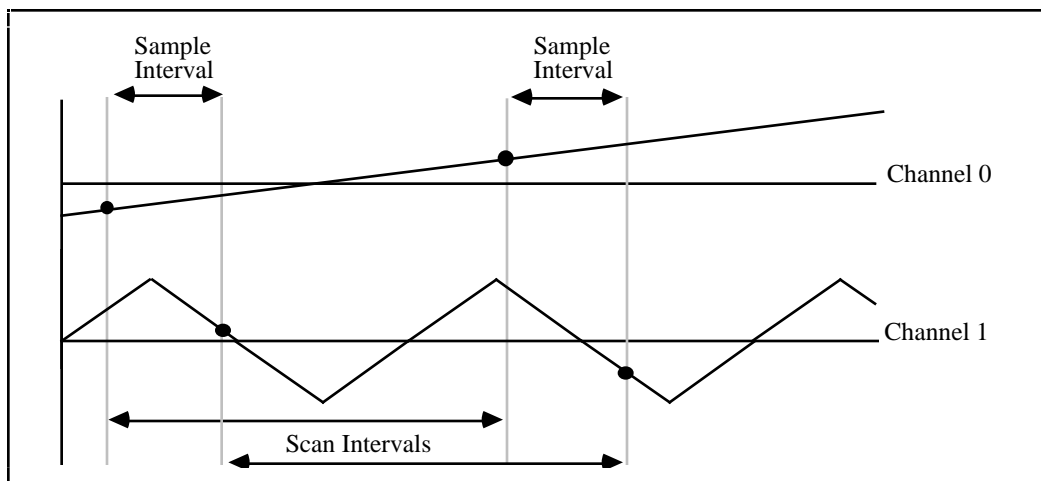 Sample
Interval
Sample
Interval
Channel 0
Channel 1
Scan Intervals